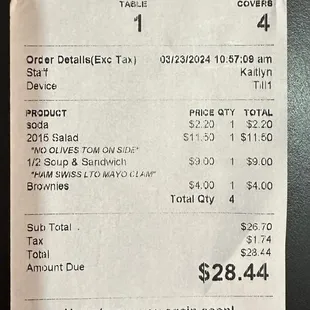 TABLE COVERS
1 4
Order Details(Exc Tax) 03/23/2024 10:57:09 am
Staff Kaitlyn
Device Till1
PRODUCT PRICE QTY TOTAL
soda $2.20 1 $2.20
2015 Salad $11.50 1 $11.50
"NO OLIVES TOM ON SIDE"
1/2 Soup & Sandwich $9.00 1 $9.00
"HAM SWISS LTO MAYO CLAM"
Brownies $4.00 1 $4.00
Total Qty 4
Sub Total $26.70
Tax $1.74
Total $28.44
Amount Due $28.44